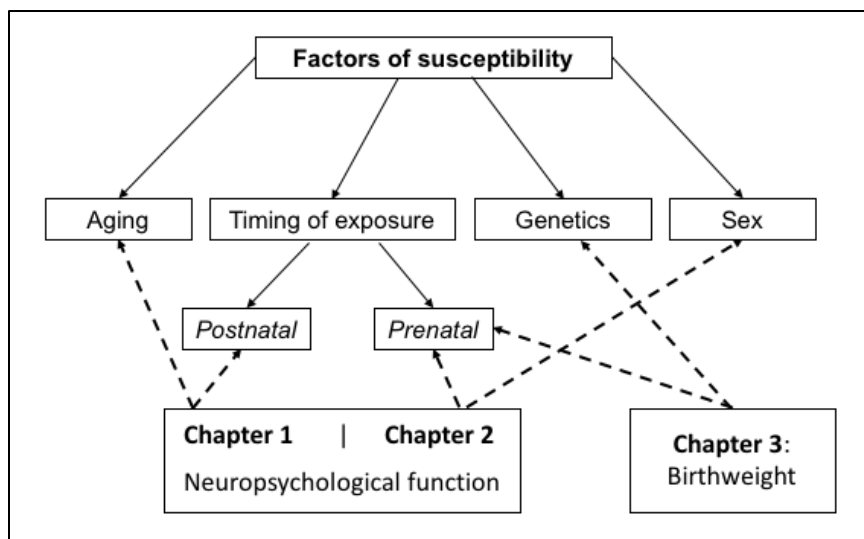 Factors of susceptibility
Aging
Timing of exposure
Genetics
Sex
Postnatal
Prenatal
Chapter 1 | Chapter 2
Neuropsychological function
Chapter 3:
Birthweight